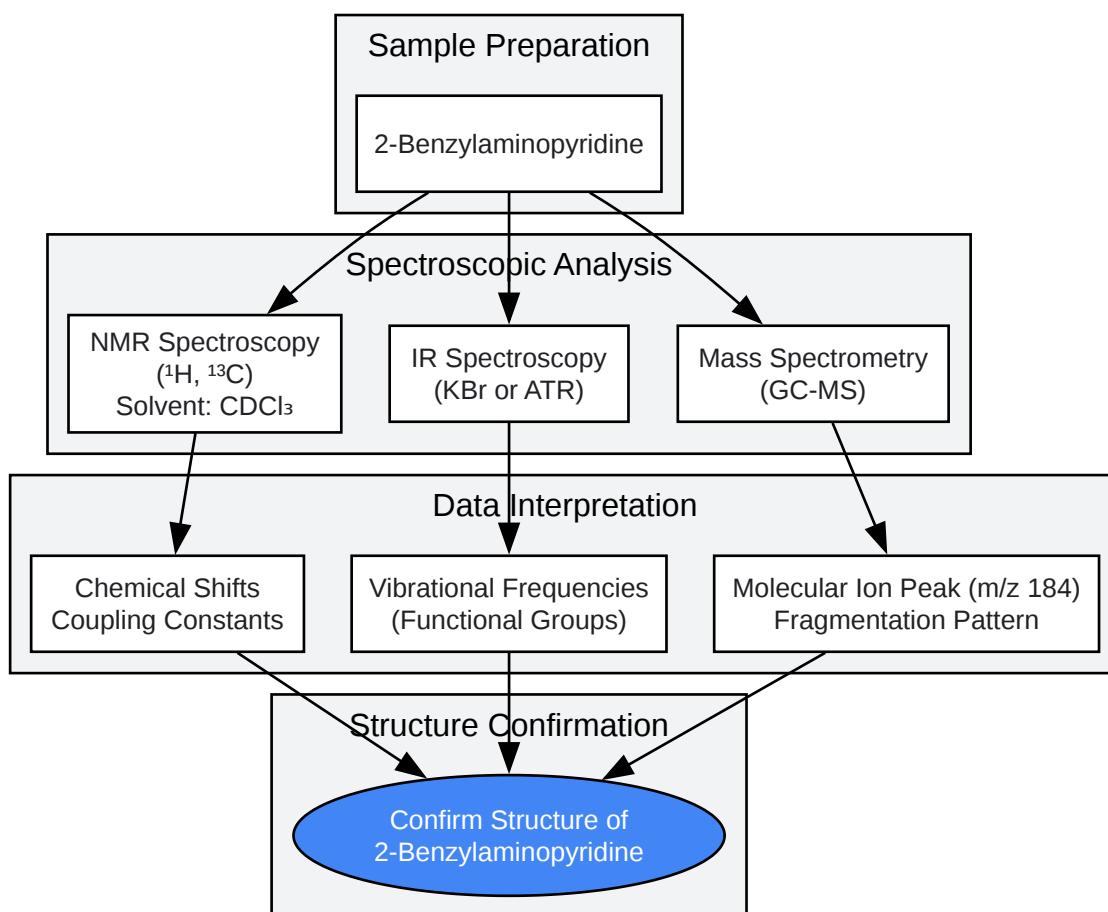 Sample Preparation
2-Benzylaminopyridine
Spectroscopic Analysis
NMR Spectroscopy
(¹H, ¹³C)
Solvent: CDCl₃
IR Spectroscopy
(KBr or ATR)
Mass Spectrometry
(GC-MS)
Data Interpretation
Chemical Shifts
Coupling Constants
Vibrational Frequencies
(Functional Groups)
Molecular Ion Peak (m/z 184)
Fragmentation Pattern
Structure Confirmation
Confirm Structure of
2-Benzylaminopyridine